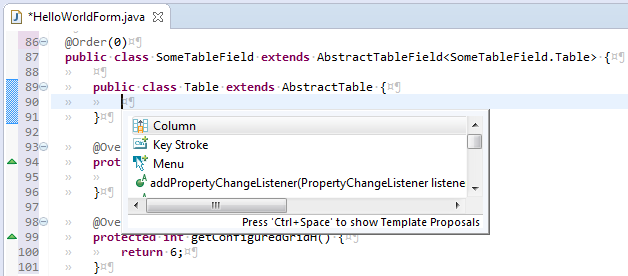 *HelloWorldForm.java
86 @Order(0)¤¶
87 public class SomeTableField extends AbstractTableField<SomeTableField.Table> {¤¶
88 » ¤¶
89 » public class Table extends AbstractTable {¤¶
90 » » ¤¶
91 » }¤¶
92
Column
93 » @Ove
Key Stroke
94 » prot
Menu
95 »
addPropertyChangeListener(PropertyChangeListener listene
96 » }
97
Press 'Ctrl+Space' to show Template Proposals
98 » @Ove
99 » protected int getConfiguredGridH() {¤¶
100 » » return 6;¤¶
101 » }¤¶